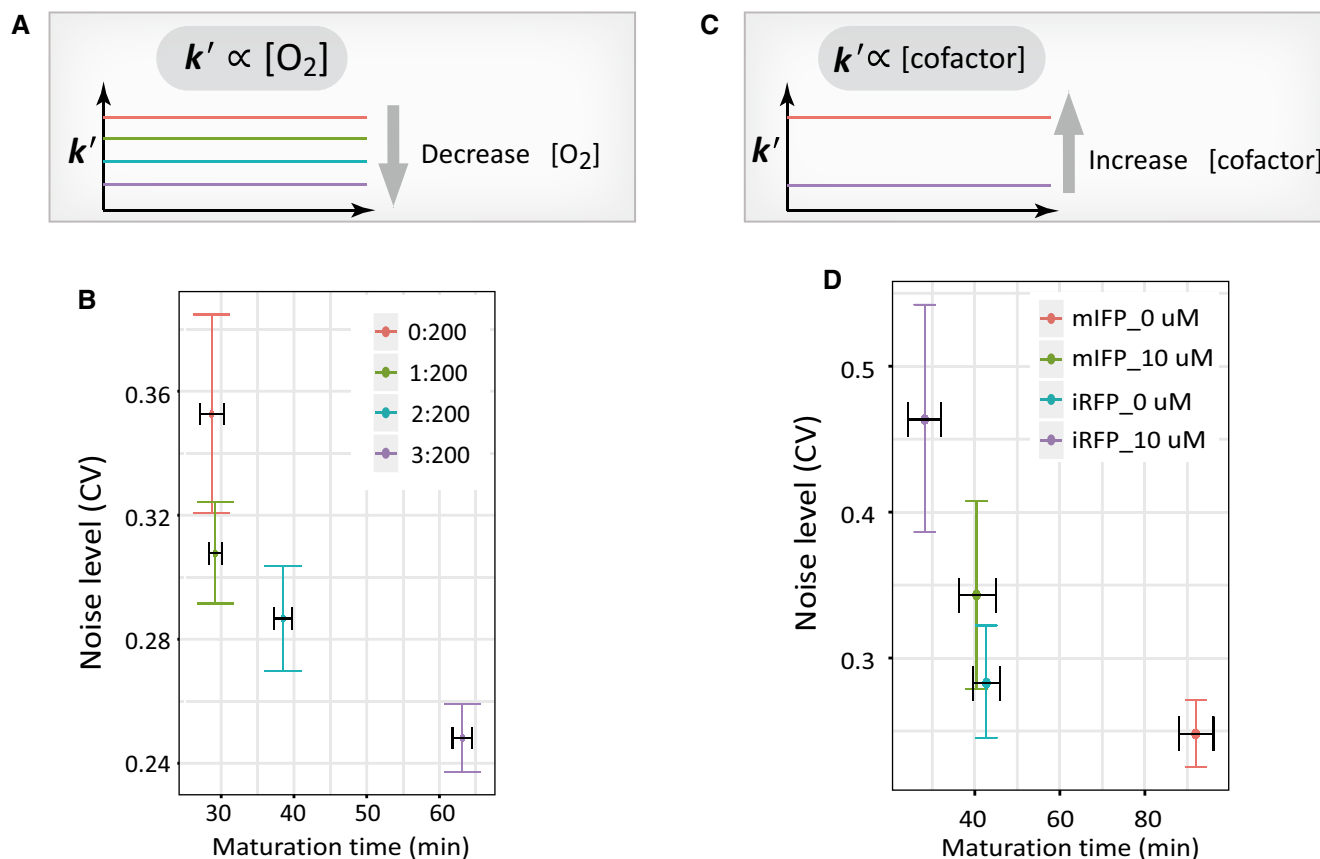 A
k′ ∝ [O₂]
k′
Decrease [O₂]
B
0:200
1:200
2:200
3:200
0.36
0.32
0.28
0.24
Noise level (CV)
30 40 50 60
Maturation time (min)
C
k′ ∝ [cofactor]
k′
Increase [cofactor]
D
mIFP_0 uM
mIFP_10 uM
iRFP_0 uM
iRFP_10 uM
0.5
0.4
0.3
Noise level (CV)
40 60 80
Maturation time (min)